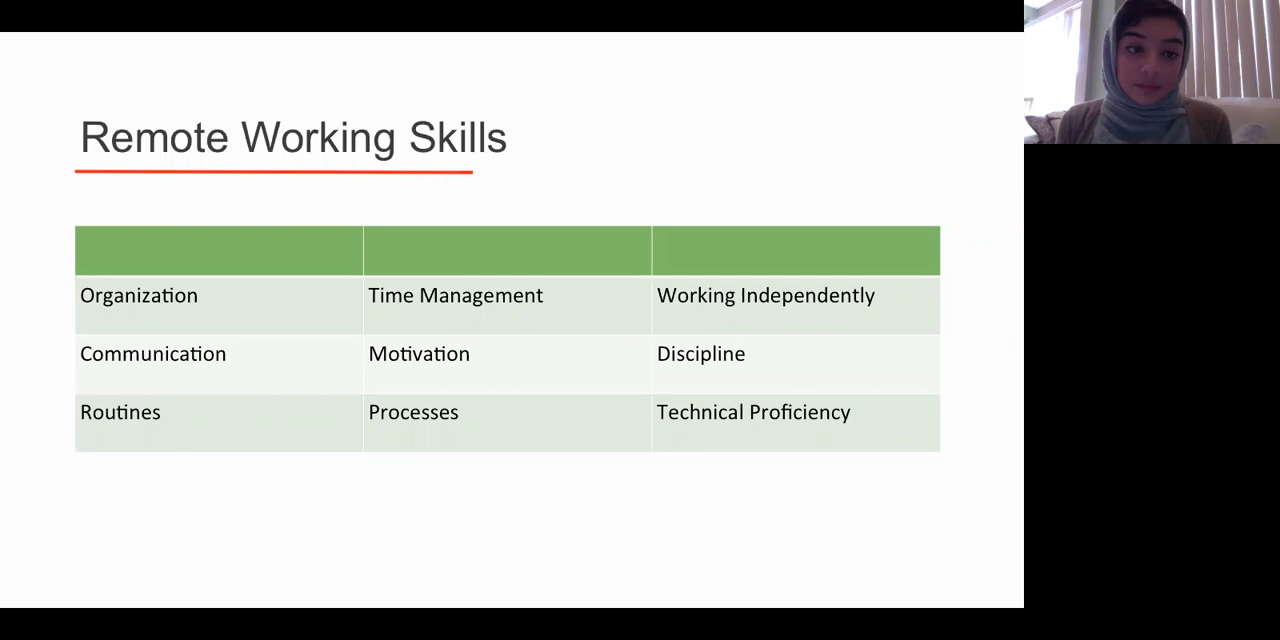 Remote Working Skills
Organization Time Management Working Independently
Communication Motivation Discipline
Routines Processes Technical Proficiency